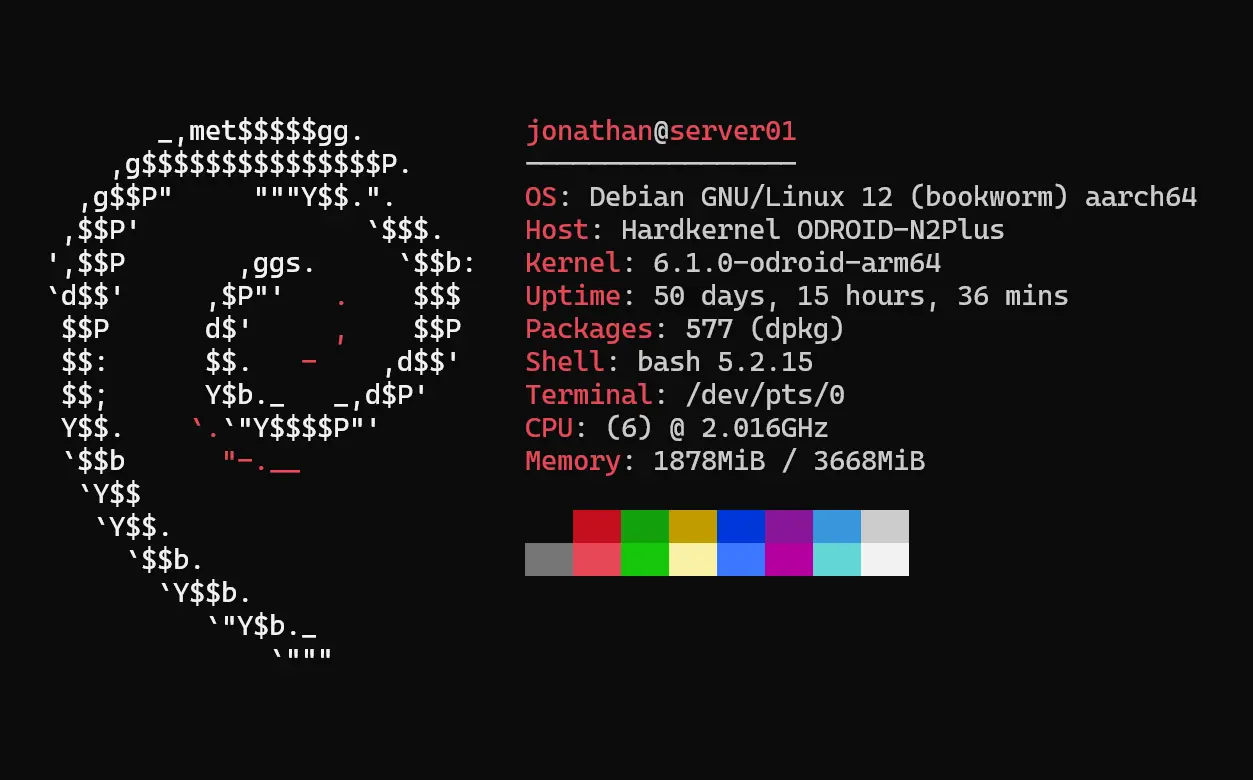 _,met$$$$$gg.
    ,g$$$$$$$$$$$$$$$P.
  ,g$$P"     """Y$$.".
 ,$$P'              `$$$.
',$$P       ,ggs.     `$$b:
`d$$'     ,$P"'   .    $$$
 $$P      d$'     ,    $$P
 $$:      $$.   -    ,d$$'
 $$;      Y$b._   _,d$P'
 Y$$.    `.`"Y$$$$P"'
 `$$b      "-.__
  `Y$$
   `Y$$.
     `$$b.
       `Y$$b.
          `"Y$b._
              `"""
jonathan@server01
-----------------
OS: Debian GNU/Linux 12 (bookworm) aarch64
Host: Hardkernel ODROID-N2Plus
Kernel: 6.1.0-odroid-arm64
Uptime: 50 days, 15 hours, 36 mins
Packages: 577 (dpkg)
Shell: bash 5.2.15
Terminal: /dev/pts/0
CPU: (6) @ 2.016GHz
Memory: 1878MiB / 3668MiB